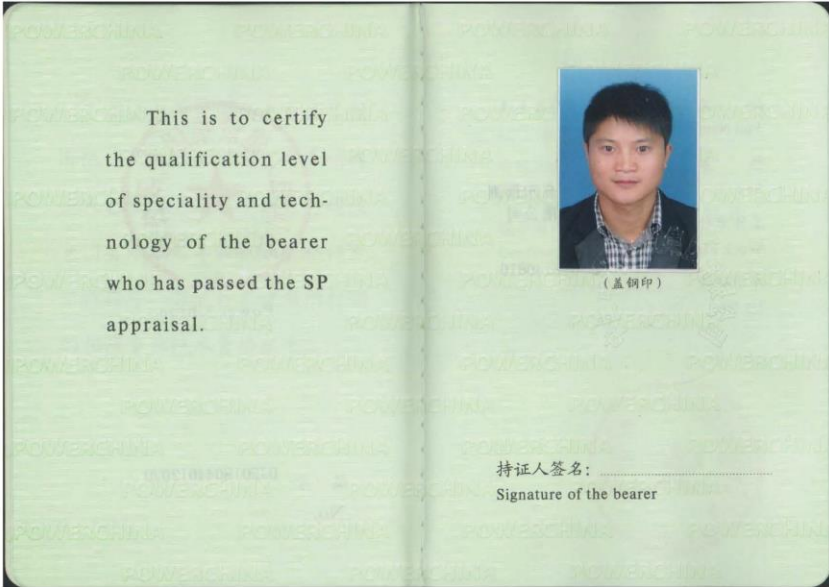 This is to certify
the qualification level
of speciality and tech-
nology of the bearer
who has passed the SP
appraisal.
(盖钢印)
持证人签名:
Signature of the bearer